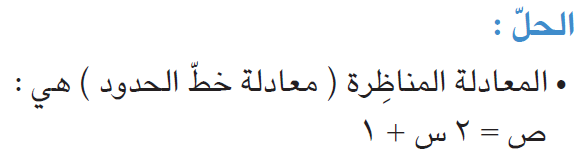 الحلّ :
• المعادلة المناظِرة ( معادلة خطّ الحدود ) هي :
ص = ٢ س + ١